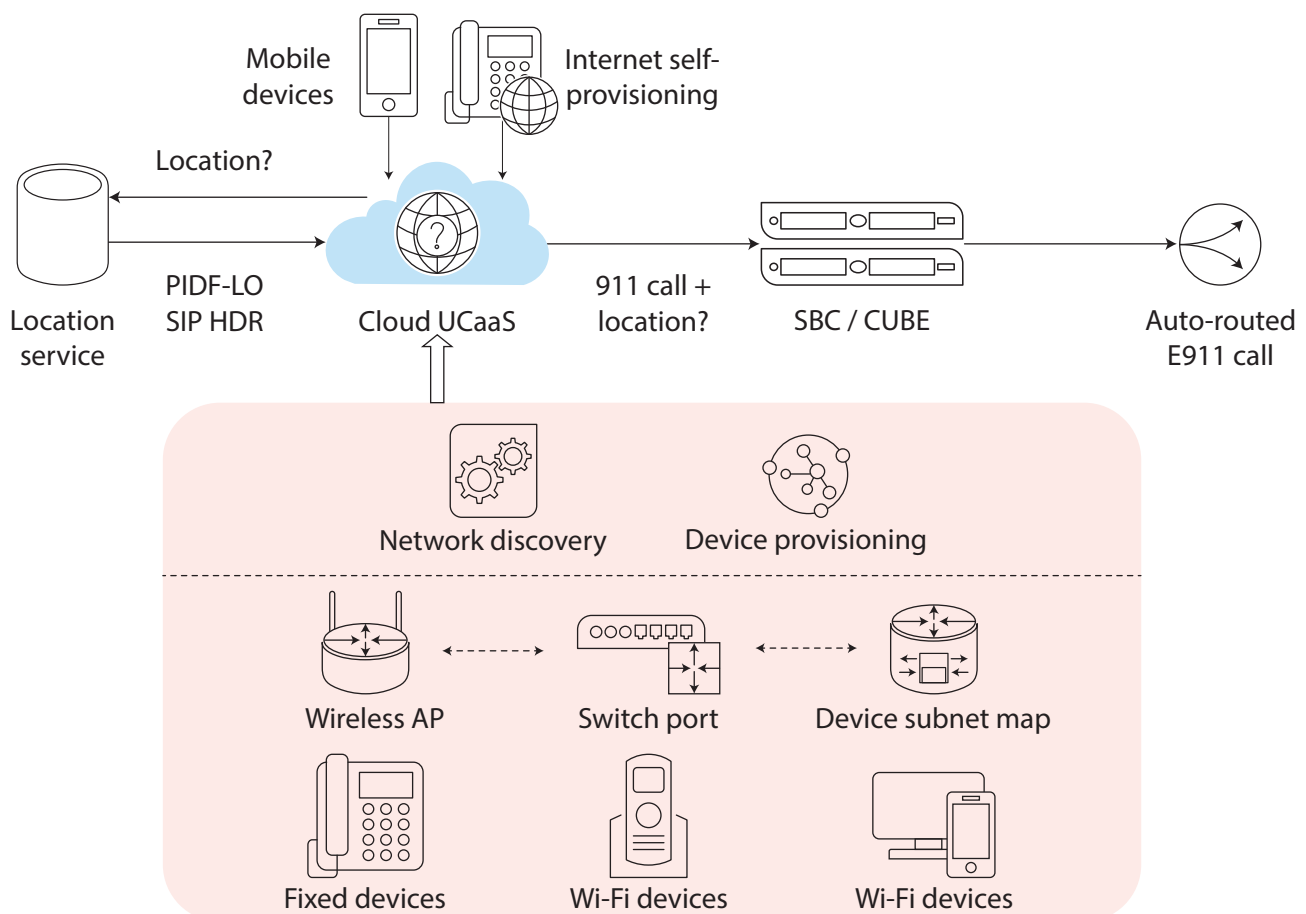 Mobile
devices
Internet self-
provisioning
Location?
?
PIDF-LO
SIP HDR
911 call +
location?
Location
service
Cloud UCaaS
SBC / CUBE
Auto-routed
E911 call
Network discovery
Device provisioning
Wireless AP
Switch port
Device subnet map
Fixed devices
Wi-Fi devices
Wi-Fi devices